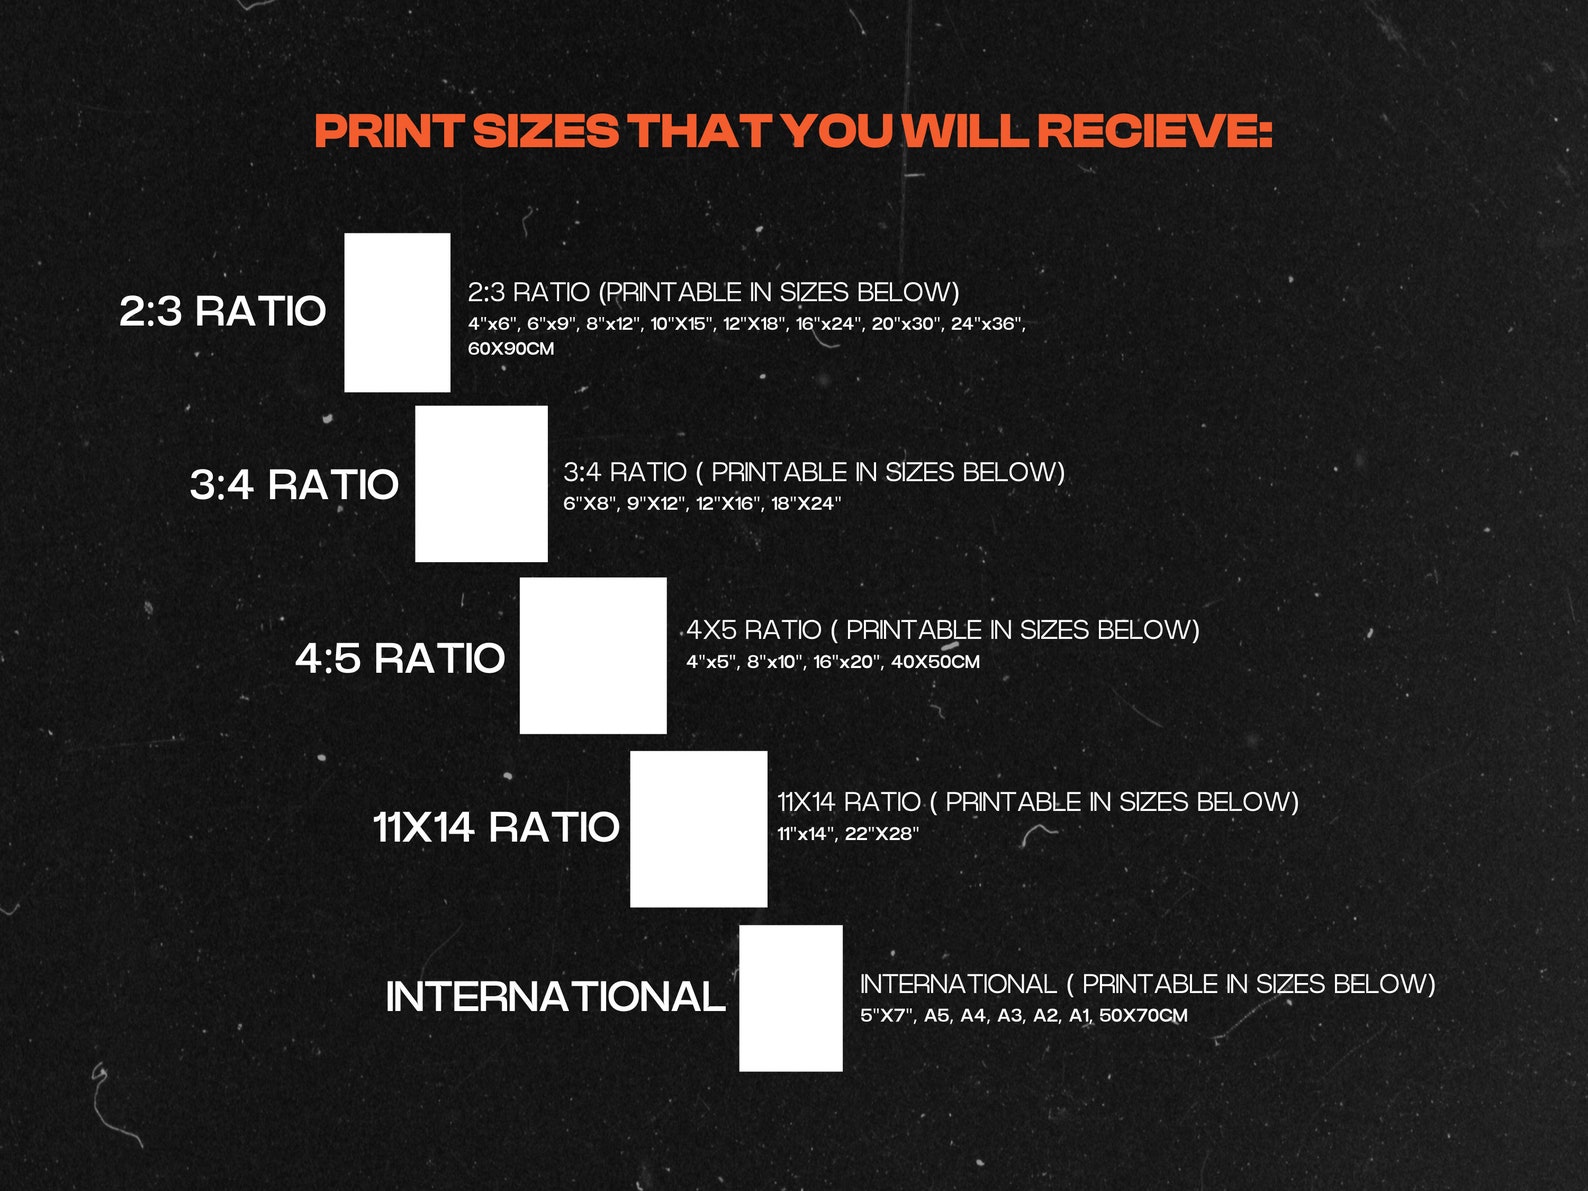 PRINT SIZES THAT YOU WILL RECIEVE:
2:3 RATIO
2:3 RATIO (PRINTABLE IN SIZES BELOW)
4"x6", 6"x9", 8"x12", 10"X15", 12"X18", 16"x24", 20"x30", 24"x36",
60X90CM
3:4 RATIO
3:4 RATIO ( PRINTABLE IN SIZES BELOW)
6"X8", 9"X12", 12"X16", 18"X24"
4:5 RATIO
4X5 RATIO ( PRINTABLE IN SIZES BELOW)
4"x5", 8"x10", 16"x20", 40X50CM
11X14 RATIO
11X14 RATIO ( PRINTABLE IN SIZES BELOW)
11"x14", 22"X28"
INTERNATIONAL
INTERNATIONAL ( PRINTABLE IN SIZES BELOW)
5"X7", A5, A4, A3, A2, A1, 50X70CM